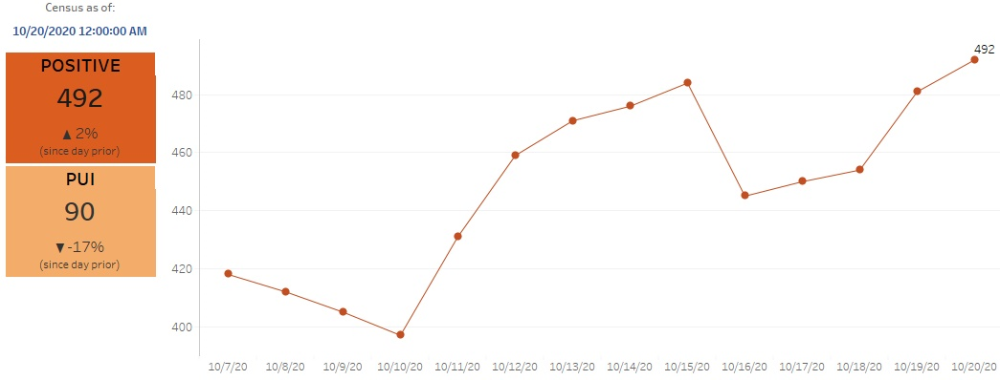 Census as of:
10/20/2020 12:00:00 AM
POSITIVE
492
▲ 2%
(since day prior)
PUI
90
▼ -17%
(since day prior)
492
480
460
440
420
400
10/7/20 10/8/20 10/9/20 10/10/20 10/11/20 10/12/20 10/13/20 10/14/20 10/15/20 10/16/20 10/17/20 10/18/20 10/19/20 10/20/20